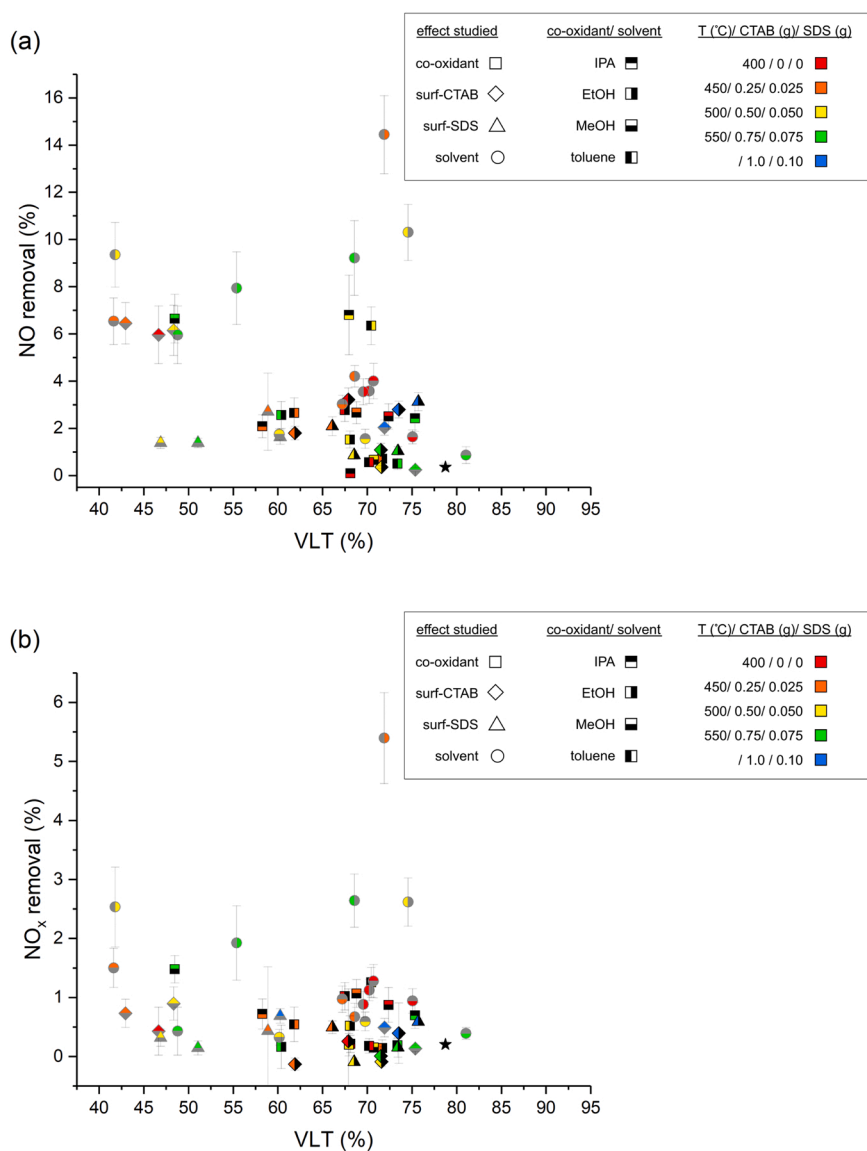 (a)
effect studied co-oxidant/ solvent T (°C)/ CTAB (g)/ SDS (g)
co-oxidant IPA 400 / 0 / 0
surf-CTAB EtOH 450/ 0.25/ 0.025
surf-SDS MeOH 500/ 0.50/ 0.050
solvent toluene 550/ 0.75/ 0.075
/ 1.0 / 0.10
NO removal (%)
16
14
12
10
8
6
4
2
0
40 45 50 55 60 65 70 75 80 85 90 95
VLT (%)
(b)
effect studied co-oxidant/ solvent T (°C)/ CTAB (g)/ SDS (g)
co-oxidant IPA 400 / 0 / 0
surf-CTAB EtOH 450/ 0.25/ 0.025
surf-SDS MeOH 500/ 0.50/ 0.050
solvent toluene 550/ 0.75/ 0.075
/ 1.0 / 0.10
NOx removal (%)
6
5
4
3
2
1
0
40 45 50 55 60 65 70 75 80 85 90 95
VLT (%)